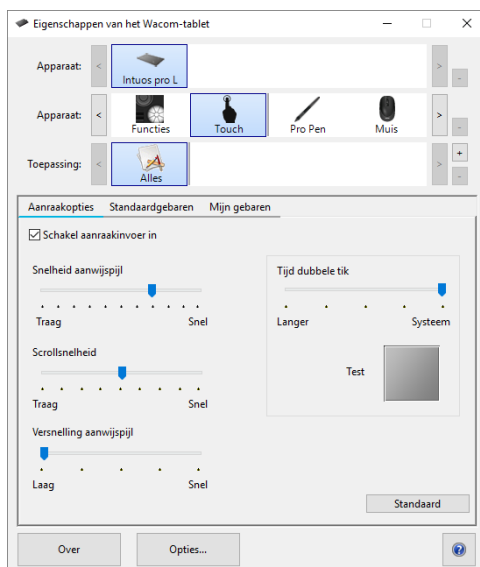 Eigenschappen van het Wacom-tablet
Apparaat:
Intuos pro L
Apparaat:
Functies
Touch
Pro Pen
Muis
Toepassing:
Alles
Aanraakopties Standaardgebaren Mijn gebaren
Schakel aanraakinvoer in
Snelheid aanwijspijl
Traag Snel
Scrollsnelheid
Traag Snel
Versnelling aanwijspijl
Laag Snel
Tijd dubbele tik
Langer Systeem
Test
Standaard
Over
Opties...